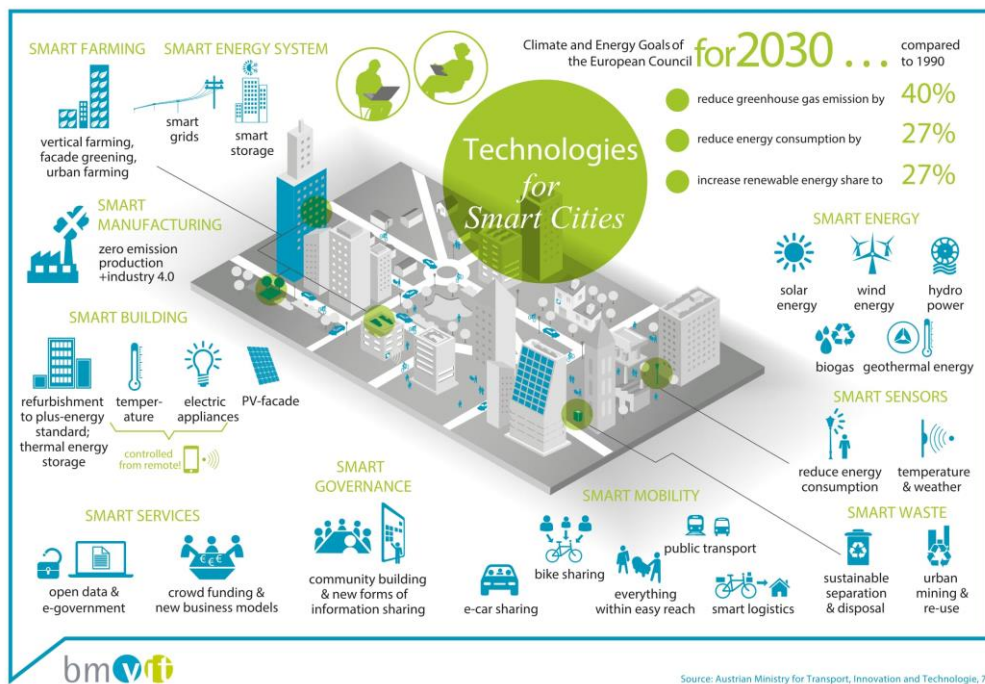 SMART FARMING
vertical farming,
facade greening,
urban farming
SMART ENERGY SYSTEM
smart
grids
smart
storage
Climate and Energy Goals of
the European Council for 2030 ... compared
to 1990
reduce greenhouse gas emission by 40%
reduce energy consumption by 27%
increase renewable energy share to 27%
Technologies
for
Smart Cities
SMART
MANUFACTURING
zero emission
production
+industry 4.0
SMART ENERGY
solar
energy
wind
energy
hydro
power
biogas
geothermal energy
SMART BUILDING
refurbishment
to plus-energy
standard;
thermal energy
storage
temper-
ature
electric
appliances
PV-facade
controlled
from remote!
SMART SENSORS
reduce energy
consumption
temperature
& weather
SMART
GOVERNANCE
community building
& new forms of
information sharing
SMART MOBILITY
e-car sharing
bike sharing
everything
within easy reach
public transport
smart logistics
SMART WASTE
sustainable
separation
& disposal
urban
mining &
re-use
SMART SERVICES
open data &
e-government
crowd funding &
new business models
€€€
bmvit
Source: Austrian Ministry for Transport, Innovation and Technologie, 7